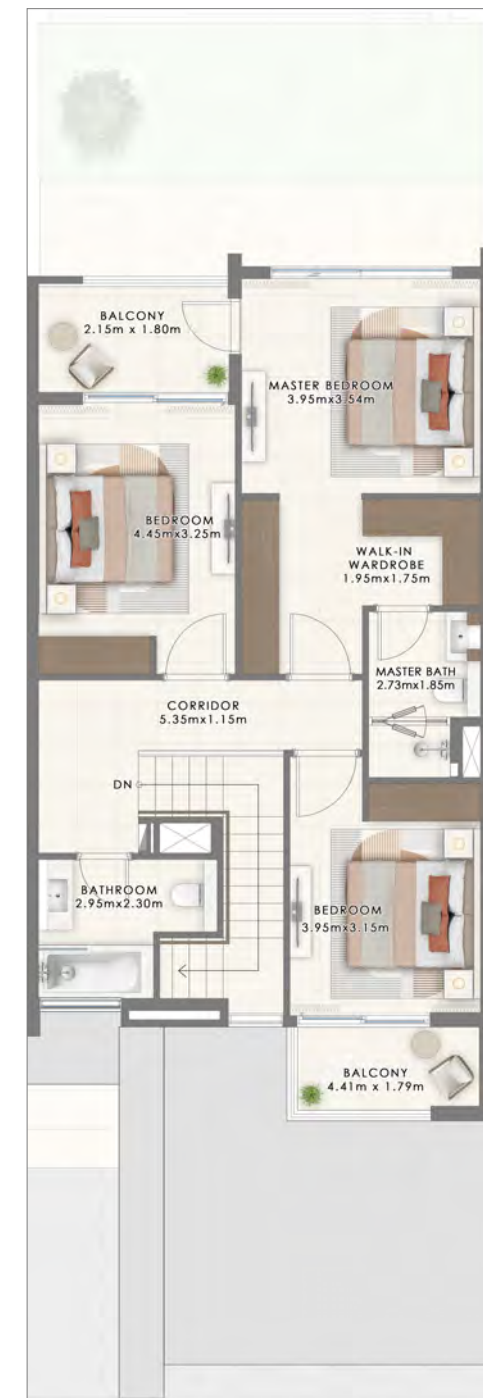 BALCONY
2.15m x 1.80m
MASTER BEDROOM
3.95mx3.54m
BEDROOM
4.45mx3.25m
WALK-IN
WARDROBE
1.95mx1.75m
MASTER BATH
2.73mx1.85m
CORRIDOR
5.35mx1.15m
DN
BATHROOM
2.95mx2.30m
BEDROOM
3.95mx3.15m
BALCONY
4.41m x 1.79m